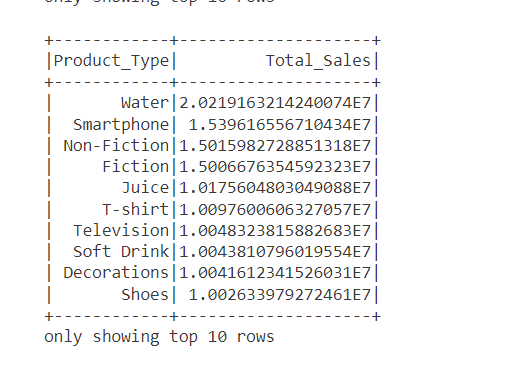 only showing top 10 rows
+------------+--------------------+
|Product_Type|         Total_Sales|
+------------+--------------------+
|       Water|2.0219163214240074E7|
|  Smartphone| 1.539616556710434E7|
| Non-Fiction|1.5015982728851318E7|
|     Fiction|1.5006676354592323E7|
|       Juice|1.0175604803049088E7|
|     T-shirt|1.0097600606327057E7|
|  Television|1.0048323815882683E7|
|  Soft Drink|1.0043810796019554E7|
| Decorations|1.0041612341526031E7|
|       Shoes| 1.002633979272461E7|
+------------+--------------------+
only showing top 10 rows